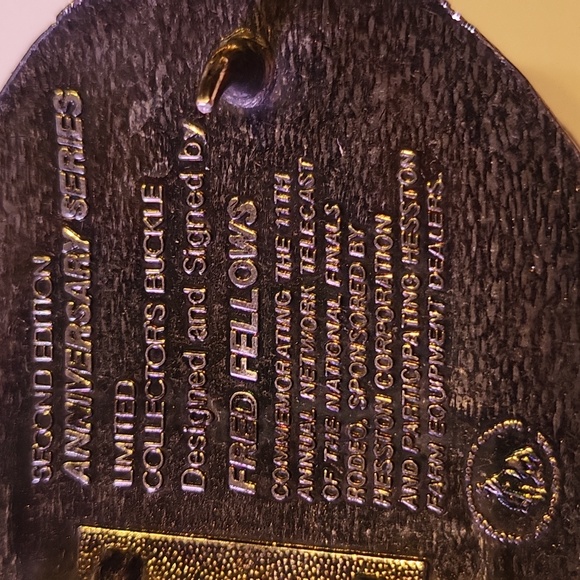 SECOND EDITION
ANNIVERSARY SERIES
LIMITED
COLLECTORS BUCKLE
Designed and Signed by
FRED FELLOWS
COMMEMORATING THE 11TH
ANNUAL NETWORK TELECAST
OF THE NATIONAL FINALS
RODEO, SPONSORED BY
HESSTON CORPORATION
AND PARTICIPATING HESSTON
FARM EQUIPMENT DEALERS.